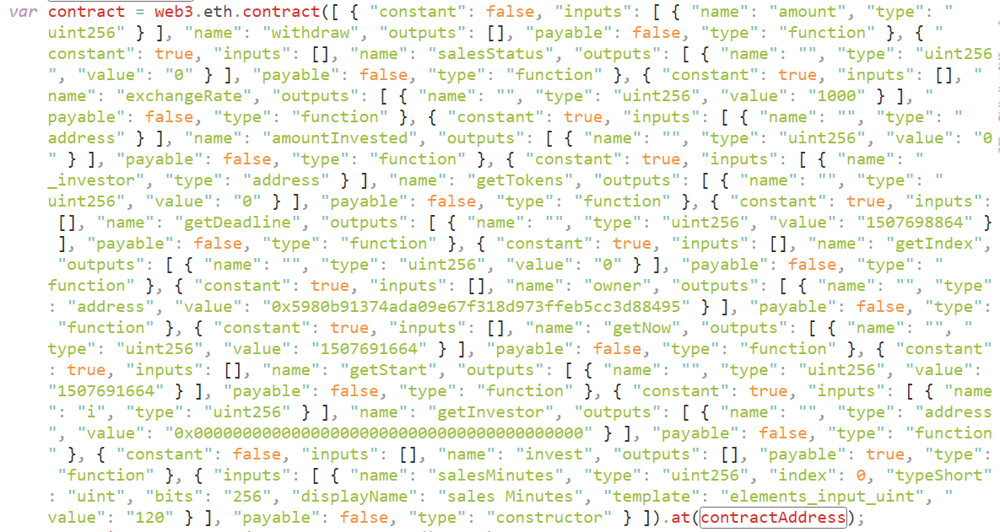 var contract = web3.eth.contract([ { "constant": false, "inputs": [ { "name": "amount", "type": "
uint256" } ], "name": "withdraw", "outputs": [], "payable": false, "type": "function" }, { "
constant": true, "inputs": [], "name": "salesStatus", "outputs": [ { "name": "", "type": "uint256
", "value": "0" } ], "payable": false, "type": "function" }, { "constant": true, "inputs": [], "
name": "exchangeRate", "outputs": [ { "name": "", "type": "uint256", "value": "1000" } ], "
payable": false, "type": "function" }, { "constant": true, "inputs": [ { "name": "", "type": "
address" } ], "name": "amountInvested", "outputs": [ { "name": "", "type": "uint256", "value": "0
" } ], "payable": false, "type": "function" }, { "constant": true, "inputs": [ { "name": "
_investor", "type": "address" } ], "name": "getTokens", "outputs": [ { "name": "", "type": "
uint256", "value": "0" } ], "payable": false, "type": "function" }, { "constant": true, "inputs":
[], "name": "getDeadline", "outputs": [ { "name": "", "type": "uint256", "value": "1507698864" }
], "payable": false, "type": "function" }, { "constant": true, "inputs": [], "name": "getIndex",
"outputs": [ { "name": "", "type": "uint256", "value": "0" } ], "payable": false, "type": "
function" }, { "constant": true, "inputs": [], "name": "owner", "outputs": [ { "name": "", "type"
: "address", "value": "0x5980b91374ada09e67f318d973ffeb5cc3d88495" } ], "payable": false, "type":
"function" }, { "constant": true, "inputs": [], "name": "getNow", "outputs": [ { "name": "", "
type": "uint256", "value": "1507691664" } ], "payable": false, "type": "function" }, { "constant"
: true, "inputs": [], "name": "getStart", "outputs": [ { "name": "", "type": "uint256", "value":
"1507691664" } ], "payable": false, "type": "function" }, { "constant": true, "inputs": [ { "name
": "i", "type": "uint256" } ], "name": "getInvestor", "outputs": [ { "name": "", "type": "address
", "value": "0x0000000000000000000000000000000000000000" } ], "payable": false, "type": "function
" }, { "constant": false, "inputs": [], "name": "invest", "outputs": [], "payable": true, "type":
"function" }, { "inputs": [ { "name": "salesMinutes", "type": "uint256", "index": 0, "typeShort"
: "uint", "bits": "256", "displayName": "sales Minutes", "template": "elements_input_uint", "
value": "120" } ], "payable": false, "type": "constructor" } ]).at(contractAddress);